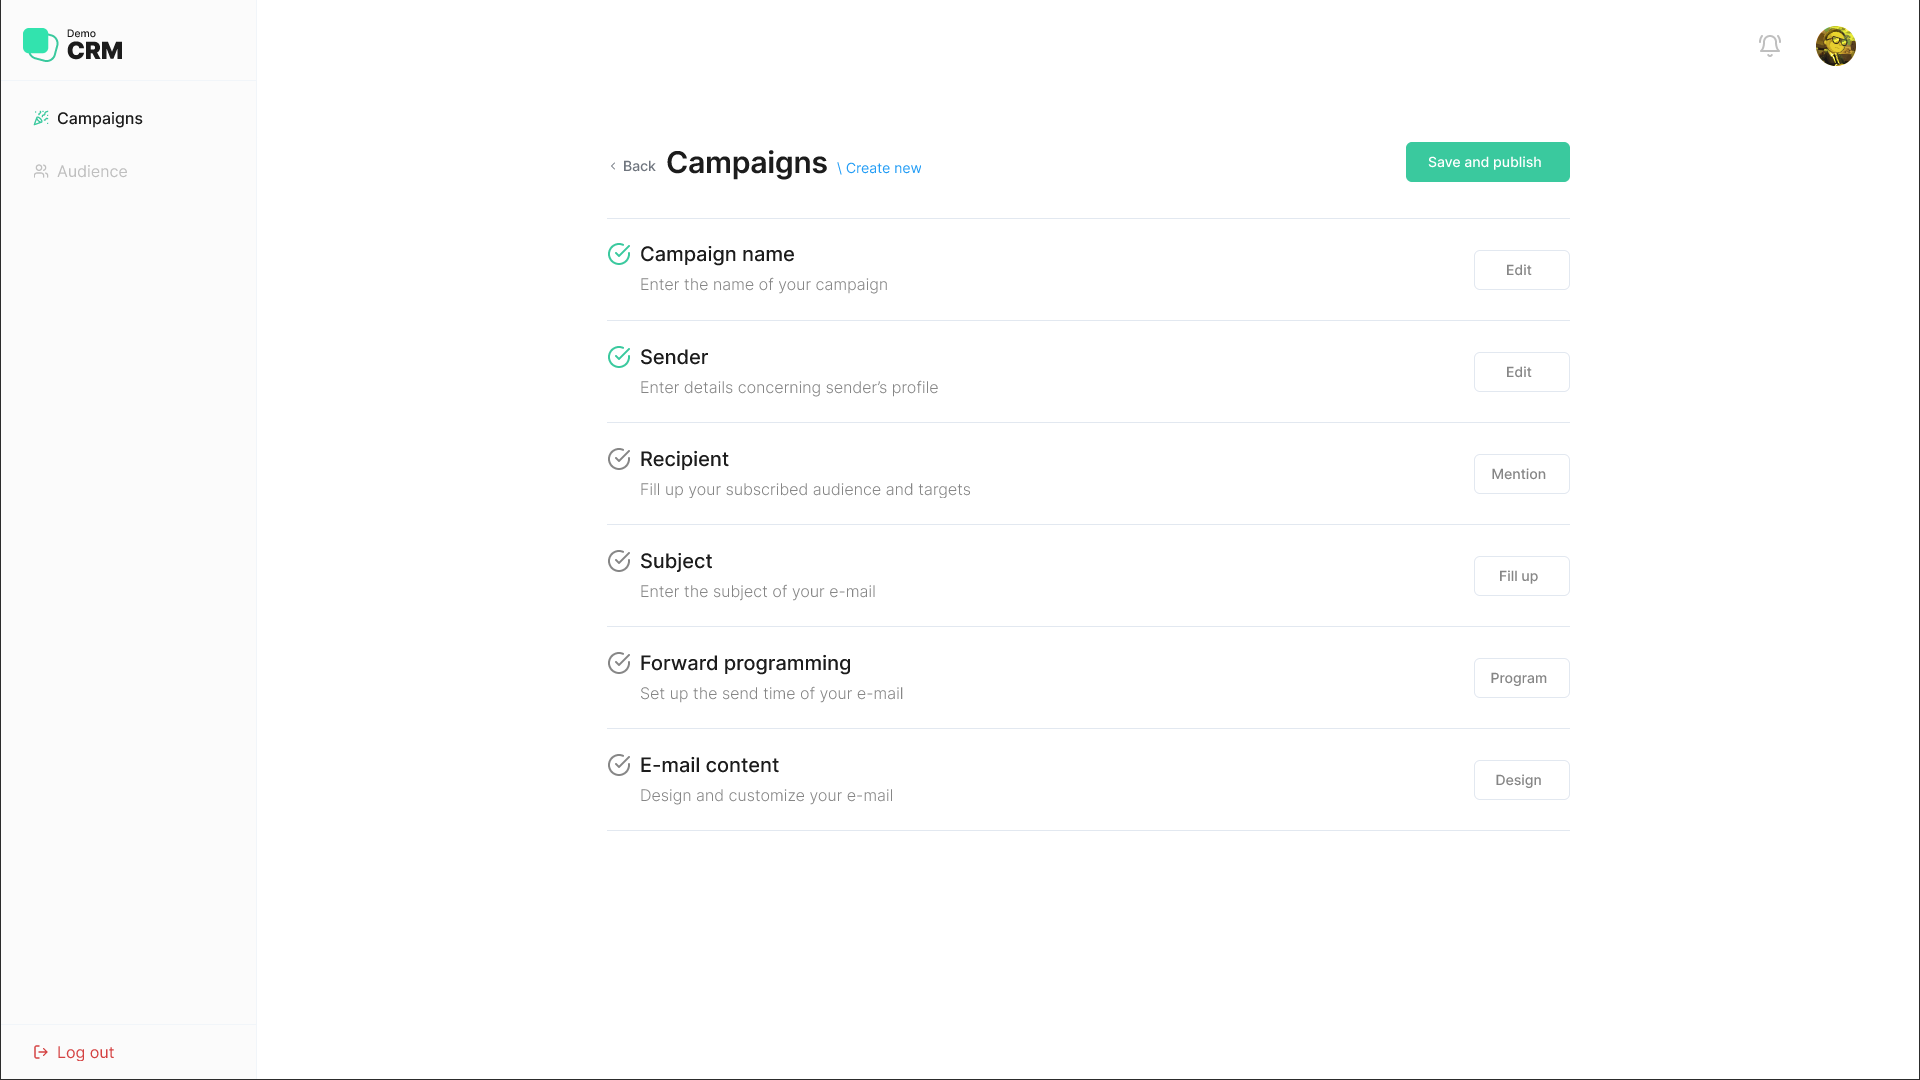 Demo
CRM
Campaigns
Audience
Back Campaigns \ Create new
Save and publish
Campaign name
Enter the name of your campaign
Edit
Sender
Enter details concerning sender’s profile
Edit
Recipient
Fill up your subscribed audience and targets
Mention
Subject
Enter the subject of your e-mail
Fill up
Forward programming
Set up the send time of your e-mail
Program
E-mail content
Design and customize your e-mail
Design
Log out